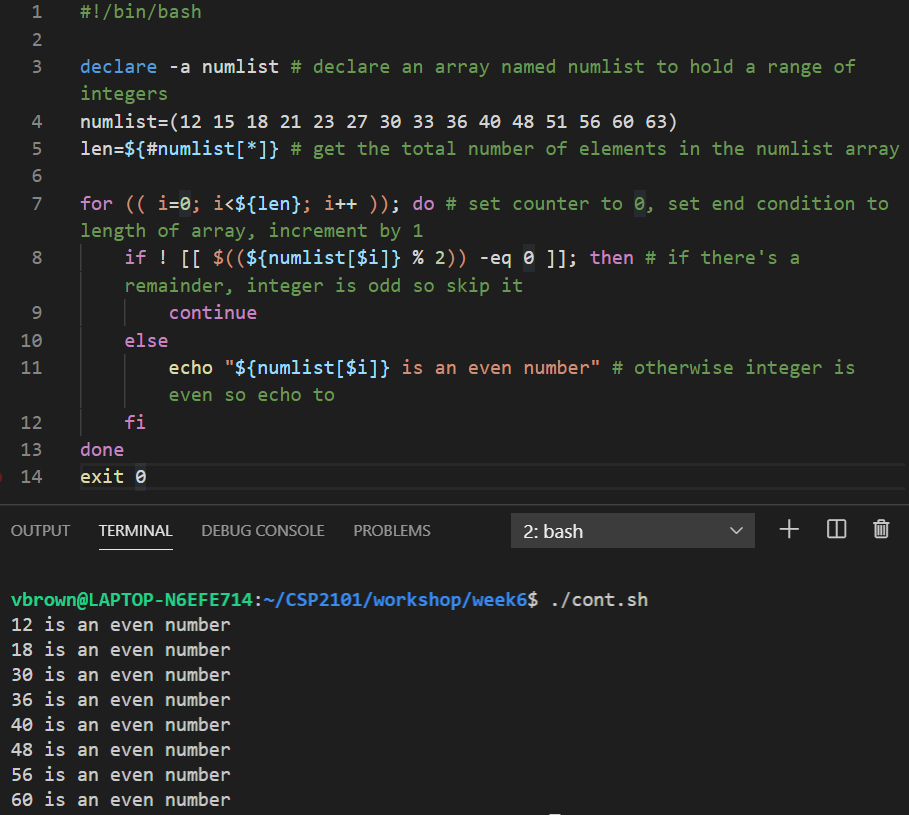 1 #!/bin/bash
2
3 declare -a numlist # declare an array named numlist to hold a range of
integers
4 numlist=(12 15 18 21 23 27 30 33 36 40 48 51 56 60 63)
5 len=${#numlist[*]} # get the total number of elements in the numlist array
6
7 for (( i=0; i<${len}; i++ )); do # set counter to 0, set end condition to
length of array, increment by 1
8 if ! [[ $((${numlist[$i]} % 2)) -eq 0 ]]; then # if there's a
remainder, integer is odd so skip it
9 continue
10 else
11 echo "${numlist[$i]} is an even number" # otherwise integer is
even so echo to
12 fi
13 done
14 exit 0
OUTPUT TERMINAL DEBUG CONSOLE PROBLEMS 2: bash
vbrown@LAPTOP-N6EFE714:~/CSP2101/workshop/week6$ ./cont.sh
12 is an even number
18 is an even number
30 is an even number
36 is an even number
40 is an even number
48 is an even number
56 is an even number
60 is an even number